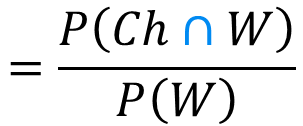 = P(Ch ∩ W)
P(W)